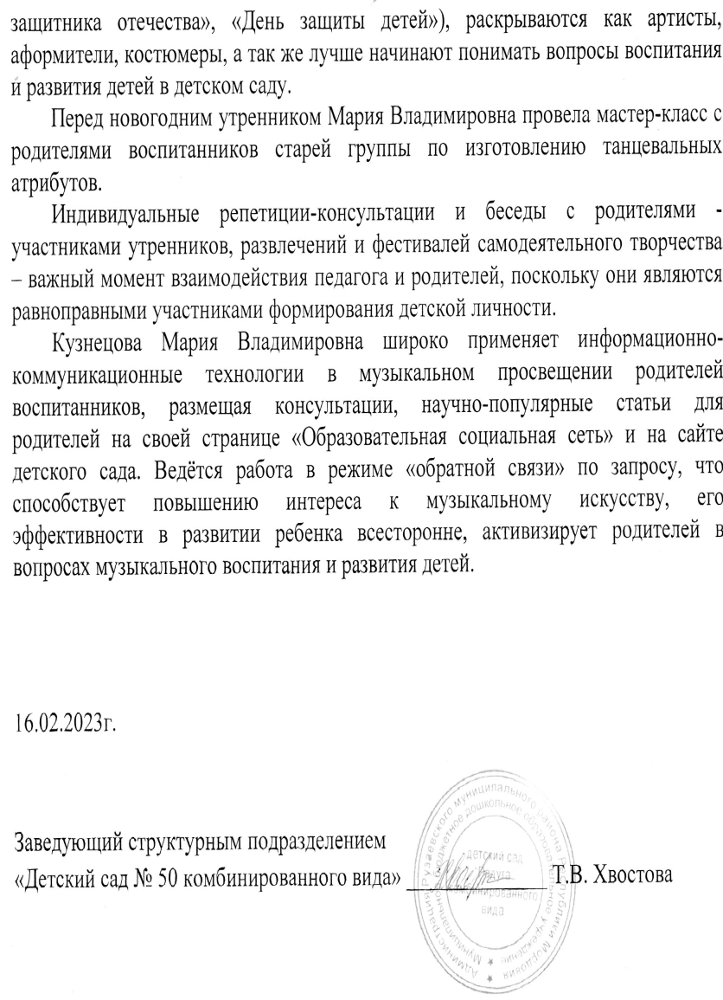 защитника отечества», «День защиты детей»), раскрываются как артисты,
аформители, костюмеры, а так же лучше начинают понимать вопросы воспитания
и развития детей в детском саду.
Перед новогодним утренником Мария Владимировна провела мастер-класс с
родителями воспитанников старей группы по изготовлению танцевальных
атрибутов.
Индивидуальные репетиции-консультации и беседы с родителями -
участниками утренников, развлечений и фестивалей самодеятельного творчества
– важный момент взаимодействия педагога и родителей, поскольку они являются
равноправными участниками формирования детской личности.
Кузнецова Мария Владимировна широко применяет информационно-
коммуникационные технологии в музыкальном просвещении родителей
воспитанников, размещая консультации, научно-популярные статьи для
родителей на своей странице «Образовательная социальная сеть» и на сайте
детского сада. Ведётся работа в режиме «обратной связи» по запросу, что
способствует повышению интереса к музыкальному искусству, его
эффективности в развитии ребенка всесторонне, активизирует родителей в
вопросах музыкального воспитания и развития детей.
16.02.2023г.
Заведующий структурным подразделением
«Детский сад № 50 комбинированного вида» Т.В. Хвостова
Администрация Рузаевского муниципального района Республики Мордовия
Муниципальное бюджетное дошкольное образовательное учреждение
детский сад
Радуга
комбинированного
вида